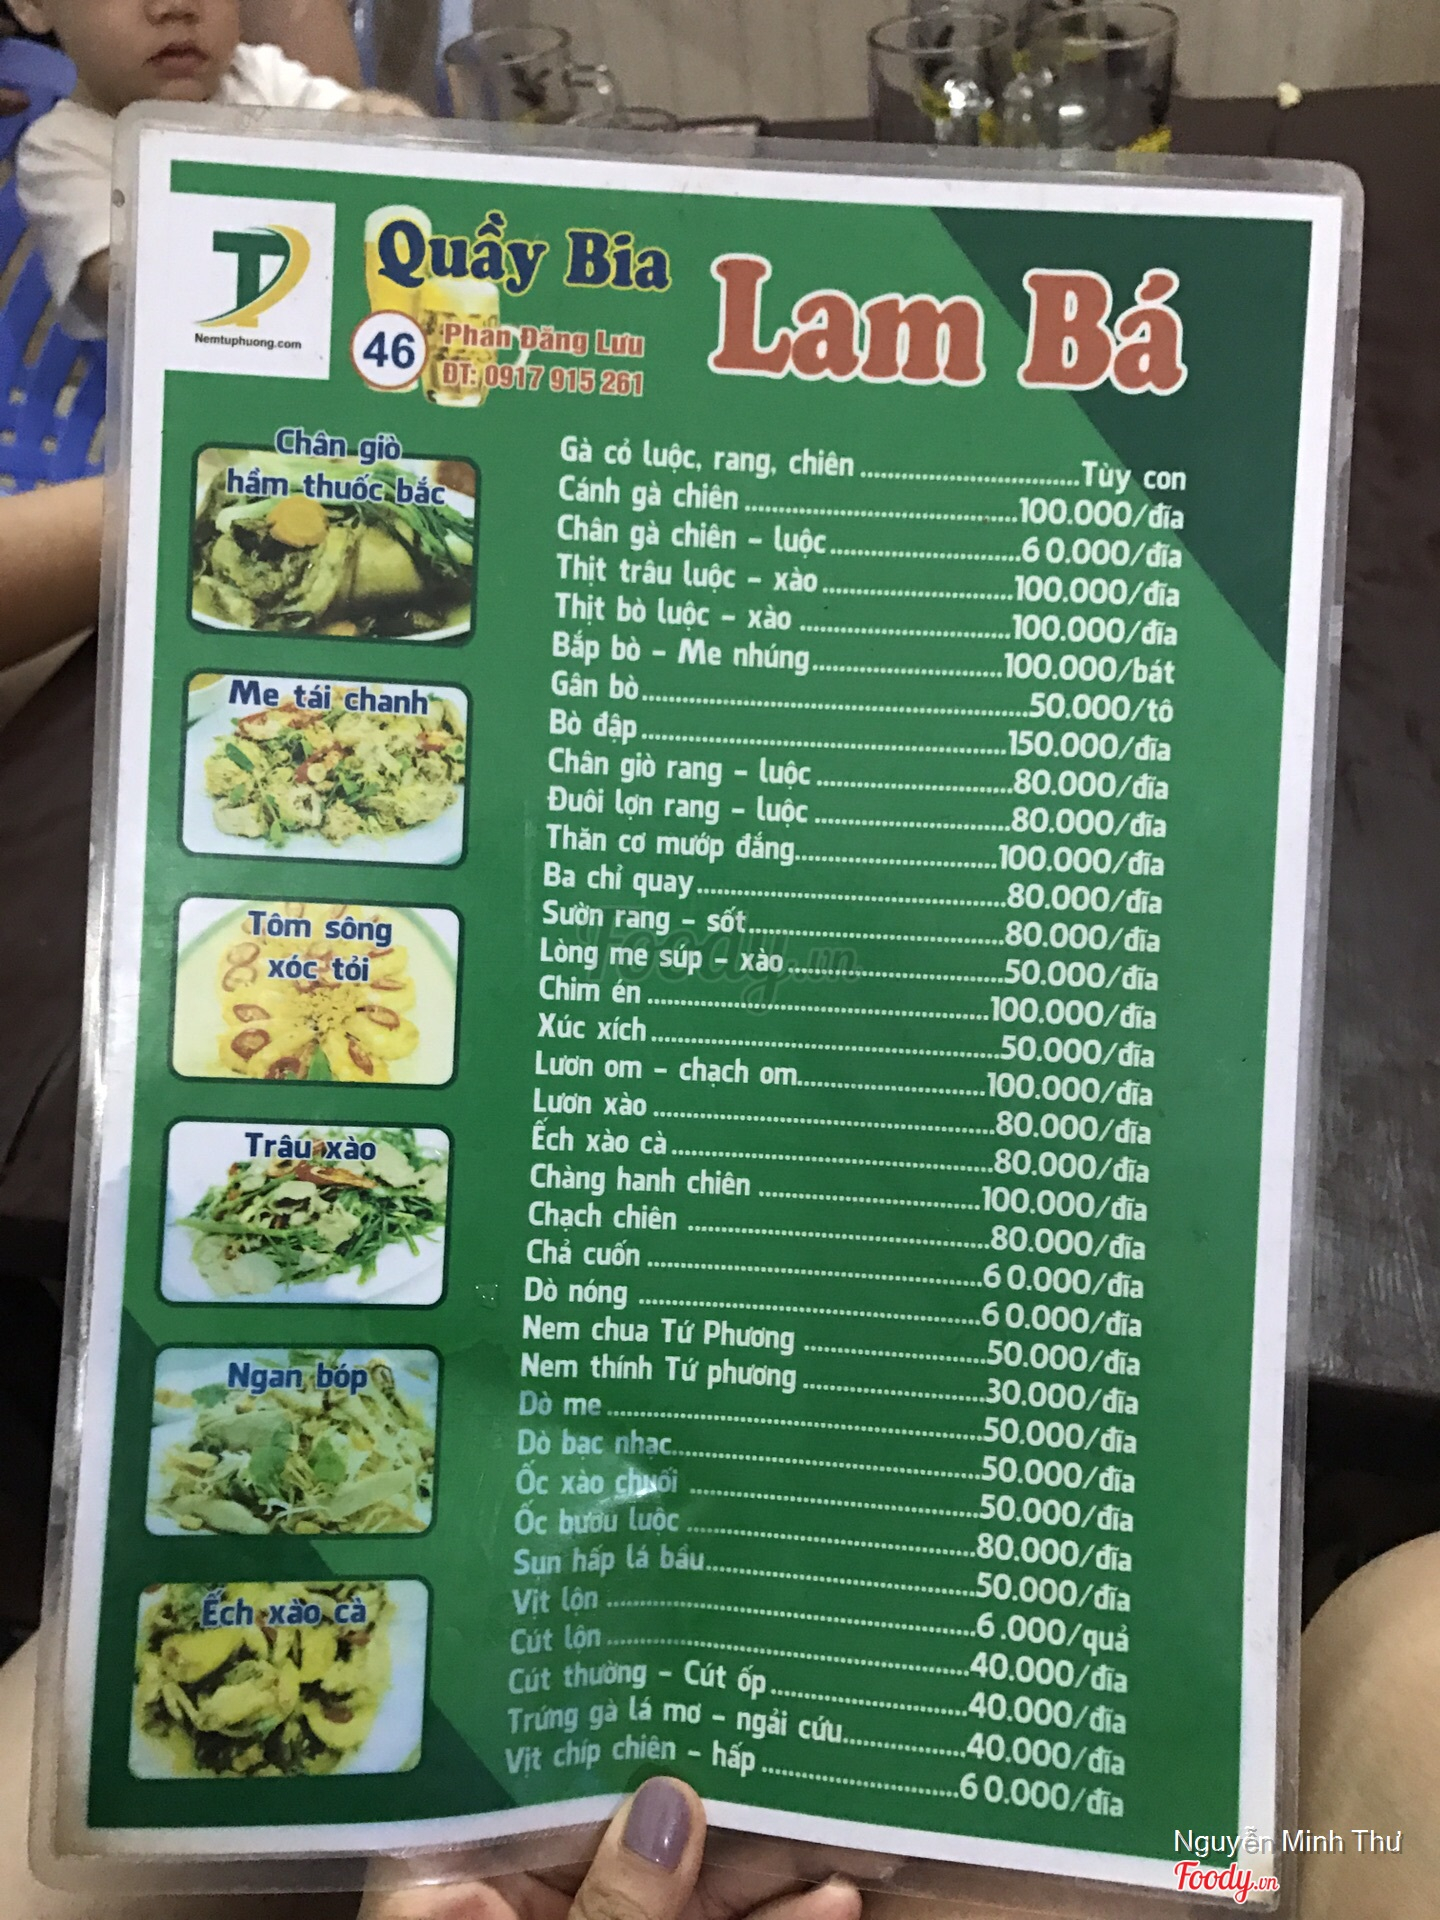 Nemtuphuong.com
Quầy Bia
46
Phan Đăng Lưu
ĐT: 0917 915 261
Lam Bá
Chân giò
hầm thuốc bắc
Me tái chanh
Tôm sông
xóc tỏi
Trâu xào
Ngan bóp
Ếch xào cà
Gà cỏ luộc, rang, chiên ........ Tùy con
Cánh gà chiên ........ 100.000/đĩa
Chân gà chiên – luộc ........ 60.000/đĩa
Thịt trâu luộc – xào ........ 100.000/đĩa
Thịt bò luộc – xào ........ 100.000/đĩa
Bắp bò – Me nhúng ........ 100.000/bát
Gân bò ........ 50.000/tô
Bò đập ........ 150.000/đĩa
Chân giò rang – luộc ........ 80.000/đĩa
Đuôi lợn rang – luộc ........ 80.000/đĩa
Thăn cơ mướp đắng ........ 100.000/đĩa
Ba chỉ quay ........ 80.000/đĩa
Sườn rang – sốt ........ 80.000/đĩa
Lòng me súp – xào ........ 50.000/đĩa
Chim én ........ 100.000/đĩa
Xúc xích ........ 50.000/đĩa
Lươn om – chạch om ........ 100.000/đĩa
Lươn xào ........ 80.000/đĩa
Ếch xào cà ........ 80.000/đĩa
Chàng hanh chiên ........ 100.000/đĩa
Chạch chiên ........ 80.000/đĩa
Chả cuốn ........ 60.000/đĩa
Dò nóng ........ 60.000/đĩa
Nem chua Tứ Phương ........ 50.000/đĩa
Nem thính Tứ phương ........ 30.000/đĩa
Dò me ........ 50.000/đĩa
Dò bạc nhạc ........ 50.000/đĩa
Ốc xào chuối ........ 50.000/đĩa
Ốc bươu luộc ........ 80.000/đĩa
Sụn hấp lá bầu ........ 50.000/đĩa
Vịt lộn ........ 6.000/quả
Cút lộn ........ 40.000/đĩa
Cút thường – Cút ốp ........ 40.000/đĩa
Trứng gà lá mơ – ngải cứu ........ 40.000/đĩa
Vịt chíp chiên – hấp ........ 60.000/đĩa
Foody.vn
Nguyễn Minh Thư
Foody.vn